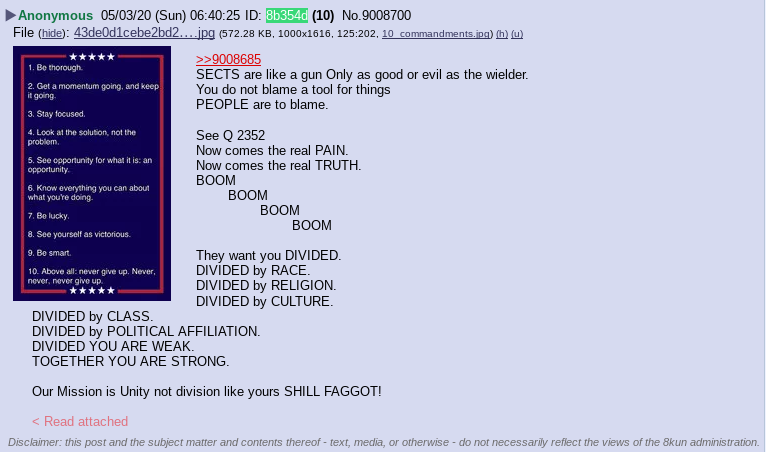 Anonymous 05/03/20 (Sun) 06:40:25 ID: 8b354d (10) No.9008700
File (hide): 43de0d1cebe2bd2….jpg (572.28 KB, 1000x1616, 125:202, 10_commandments.jpg) (h) (u)
1. Be thorough.
2. Get a momentum going, and keep
it going.
3. Stay focused.
4. Look at the solution, not the
problem.
5. See opportunity for what it is: an
opportunity.
6. Know everything you can about
what you're doing.
7. Be lucky.
8. See yourself as victorious.
9. Be smart.
10. Above all: never give up. Never,
never, never give up.
>>9008685
SECTS are like a gun Only as good or evil as the wielder.
You do not blame a tool for things
PEOPLE are to blame.
See Q 2352
Now comes the real PAIN.
Now comes the real TRUTH.
BOOM
BOOM
BOOM
BOOM
They want you DIVIDED.
DIVIDED by RACE.
DIVIDED by RELIGION.
DIVIDED by CULTURE.
DIVIDED by CLASS.
DIVIDED by POLITICAL AFFILIATION.
DIVIDED YOU ARE WEAK.
TOGETHER YOU ARE STRONG.
Our Mission is Unity not division like yours SHILL FAGGOT!
< Read attached
Disclaimer: this post and the subject matter and contents thereof - text, media, or otherwise - do not necessarily reflect the views of the 8kun administration.